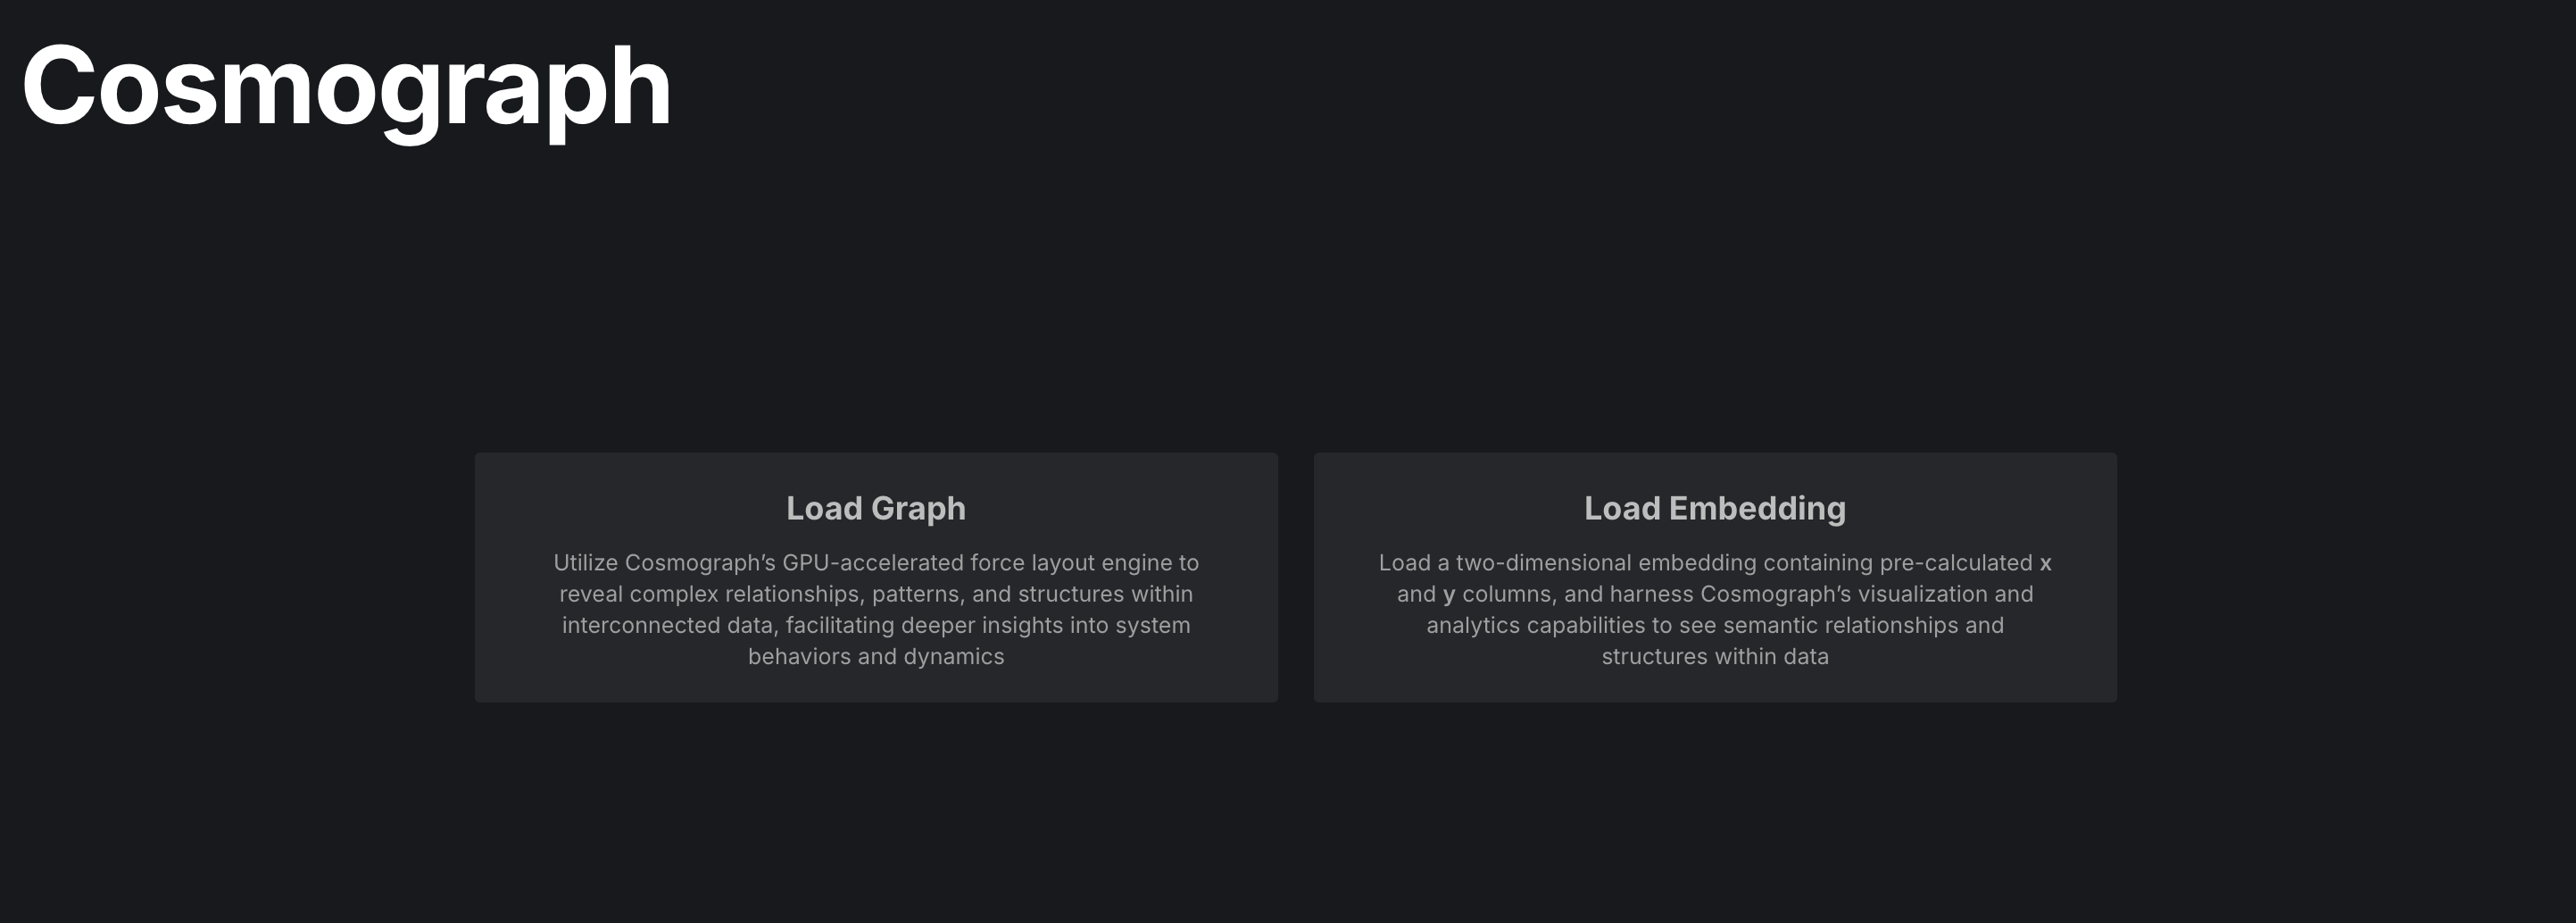 Cosmograph
Load Graph
Utilize Cosmograph’s GPU-accelerated force layout engine to
reveal complex relationships, patterns, and structures within
interconnected data, facilitating deeper insights into system
behaviors and dynamics
Load Embedding
Load a two-dimensional embedding containing pre-calculated x
and y columns, and harness Cosmograph’s visualization and
analytics capabilities to see semantic relationships and
structures within data